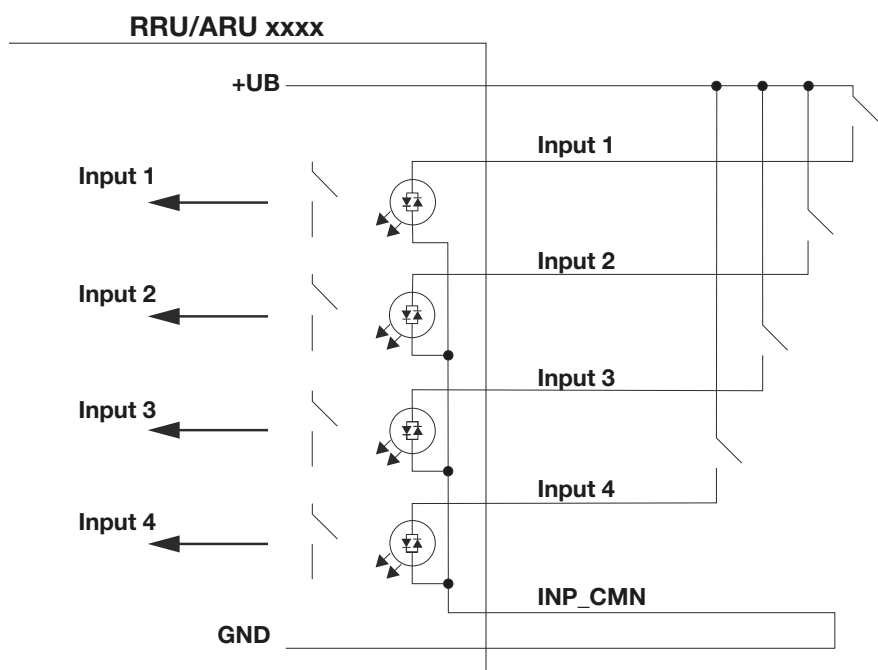 RRU/ARU xxxx
+UB
Input 1
Input 1
Input 2
Input 2
Input 3
Input 3
Input 4
Input 4
INP_CMN
GND